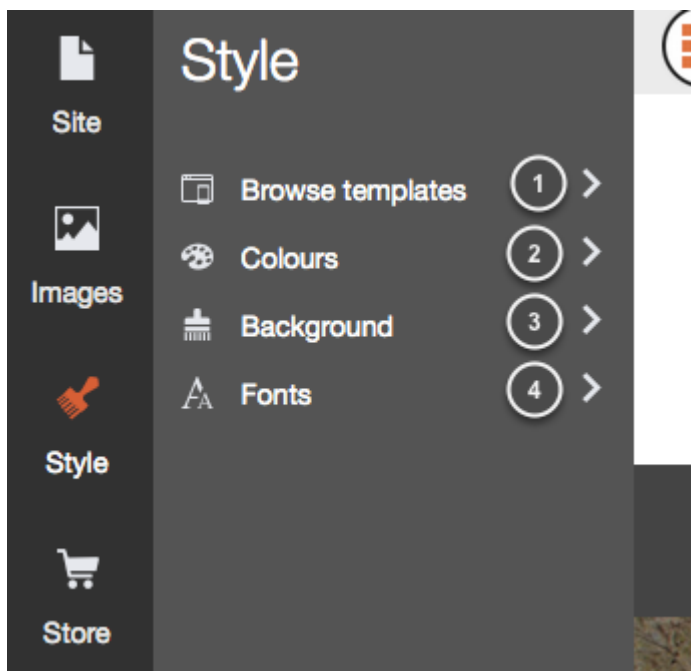 Site
Images
Style
Store
Style
Browse templates 1
Colours 2
Background 3
Fonts 4